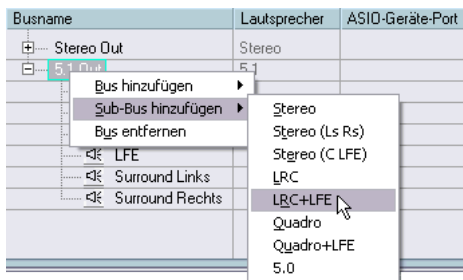 Busname Lautsprecher ASIO-Geräte-Port
Stereo Out Stereo
5.1 Out 5.1
Bus hinzufügen
Sub-Bus hinzufügen
Bus entfernen
LFE
Surround Links
Surround Rechts
Stereo
Stereo (Ls Rs)
Stereo (C LFE)
LRC
LRC+LFE
Quadro
Quadro+LFE
5.0